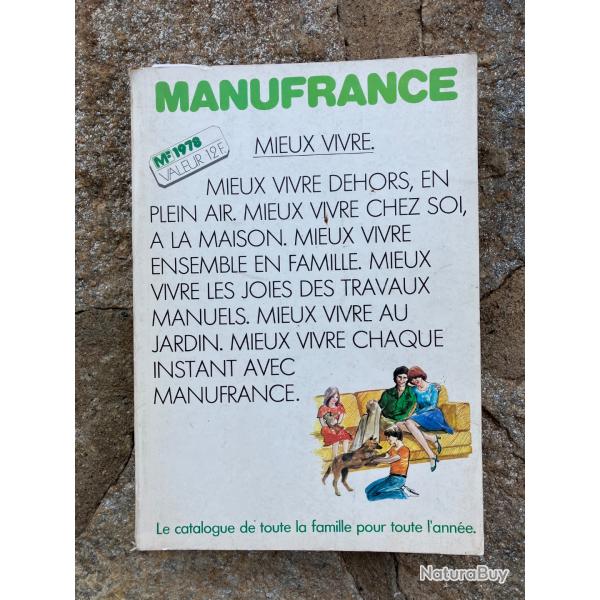 MANUFRANCE
MF 1978
VALEUR 12F
MIEUX VIVRE.
MIEUX VIVRE DEHORS, EN
PLEIN AIR. MIEUX VIVRE CHEZ SOI,
A LA MAISON. MIEUX VIVRE
ENSEMBLE EN FAMILLE. MIEUX
VIVRE LES JOIES DES TRAVAUX
MANUELS. MIEUX VIVRE AU
JARDIN. MIEUX VIVRE CHAQUE
INSTANT AVEC
MANUFRANCE.
Le catalogue de toute la famille pour toute l'année.
NaturaBuy